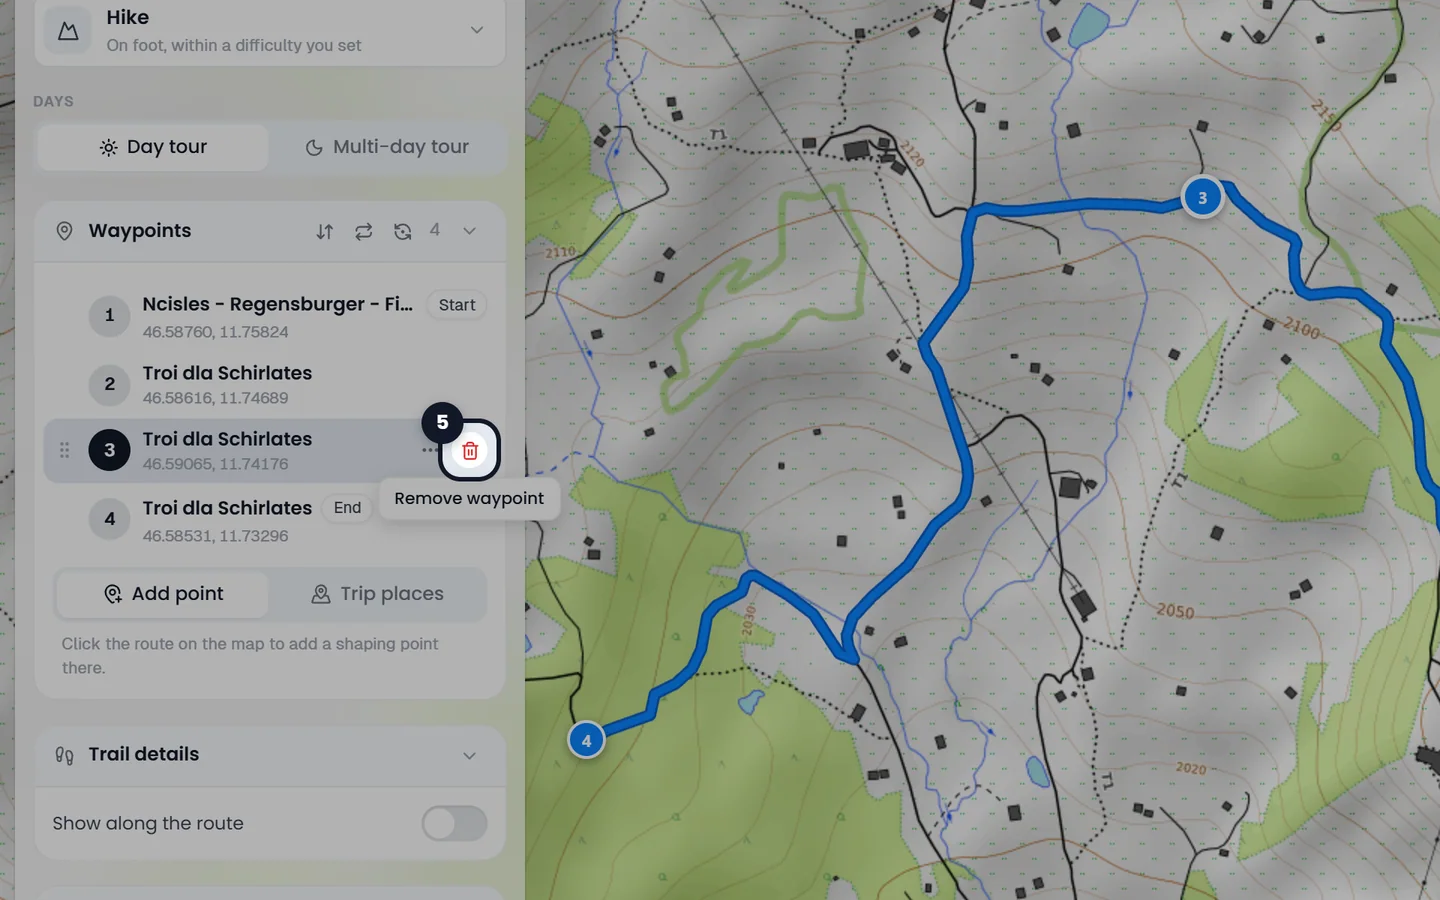 Hike
On foot, within a difficulty you set
DAYS
Day tour
Multi-day tour
Waypoints
4
1
Ncisles - Regensburger - Fi...
Start
46.58760, 11.75824
2
Troi dla Schirlates
46.58616, 11.74689
3
Troi dla Schirlates
46.59065, 11.74176
5
Remove waypoint
4
Troi dla Schirlates
End
46.58531, 11.73296
Add point
Trip places
Click the route on the map to add a shaping point
there.
Trail details
Show along the route
T1
2120
2150
3
2110
2100
T1
2030
2050
4
2020
T1